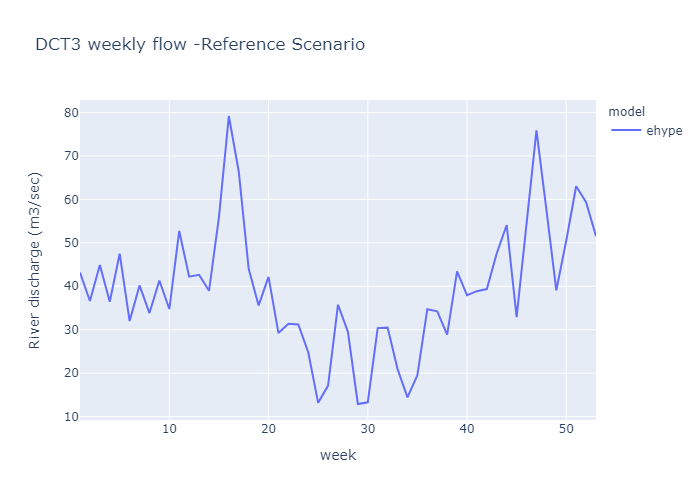 DCT3 weekly flow -Reference Scenario
model
ehype
River discharge (m3/sec)
80
70
60
50
40
30
20
10
10 20 30 40 50
week